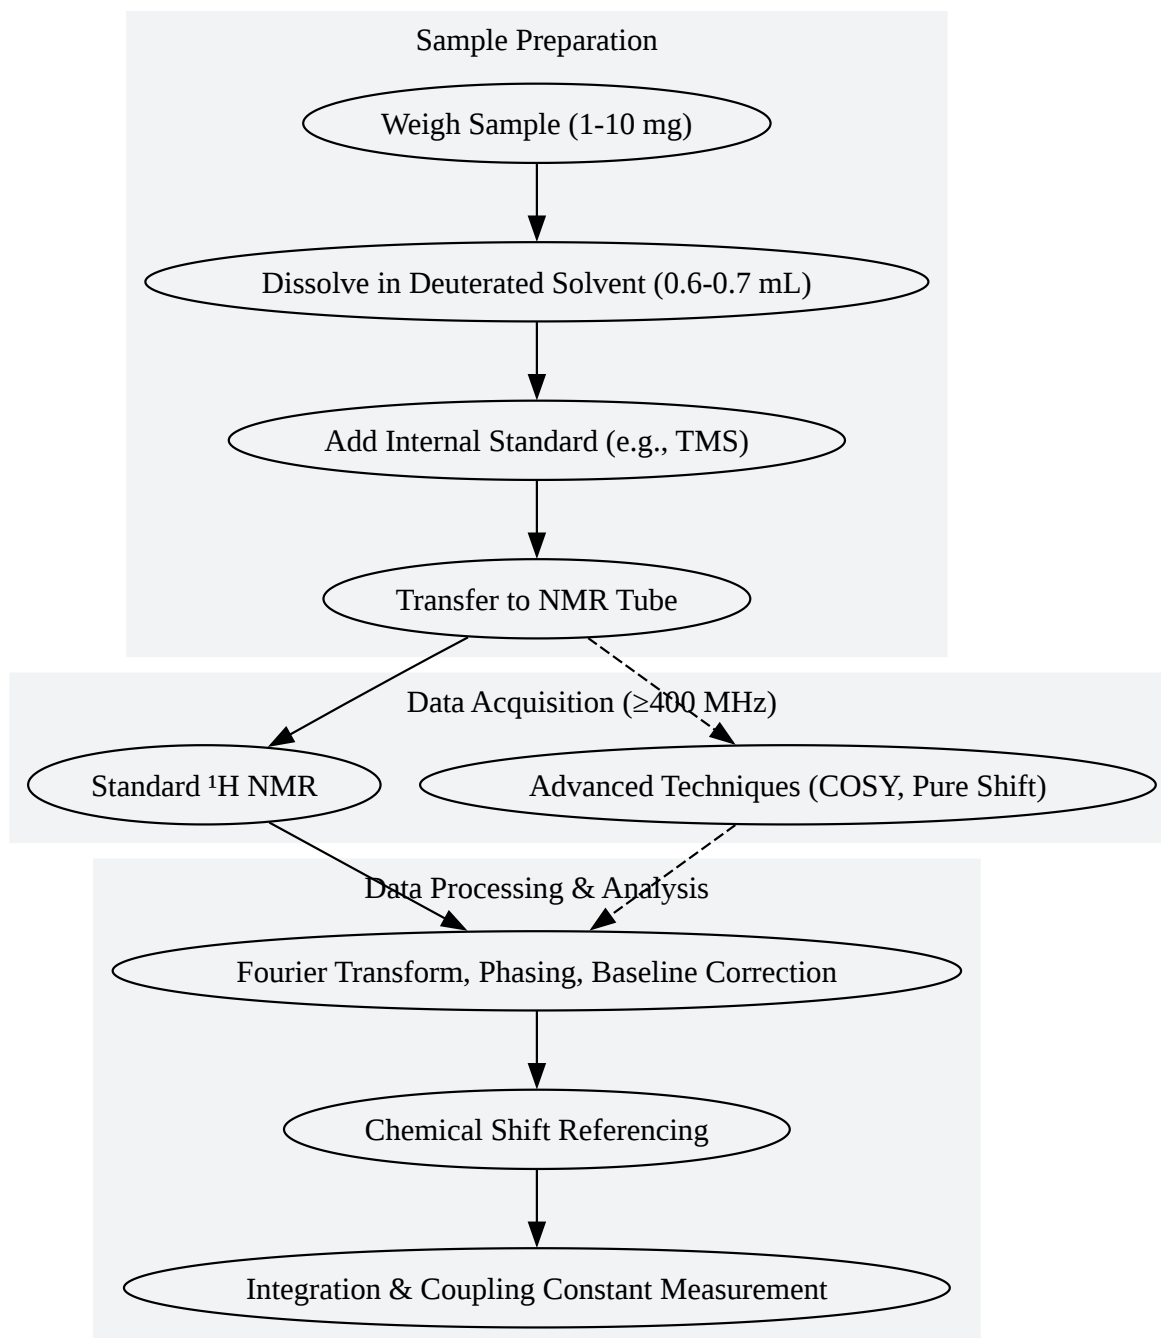 Sample Preparation
Weigh Sample (1-10 mg)
Dissolve in Deuterated Solvent (0.6-0.7 mL)
Add Internal Standard (e.g., TMS)
Transfer to NMR Tube
Data Acquisition (≥400 MHz)
Standard ¹H NMR
Advanced Techniques (COSY, Pure Shift)
Data Processing & Analysis
Fourier Transform, Phasing, Baseline Correction
Chemical Shift Referencing
Integration & Coupling Constant Measurement